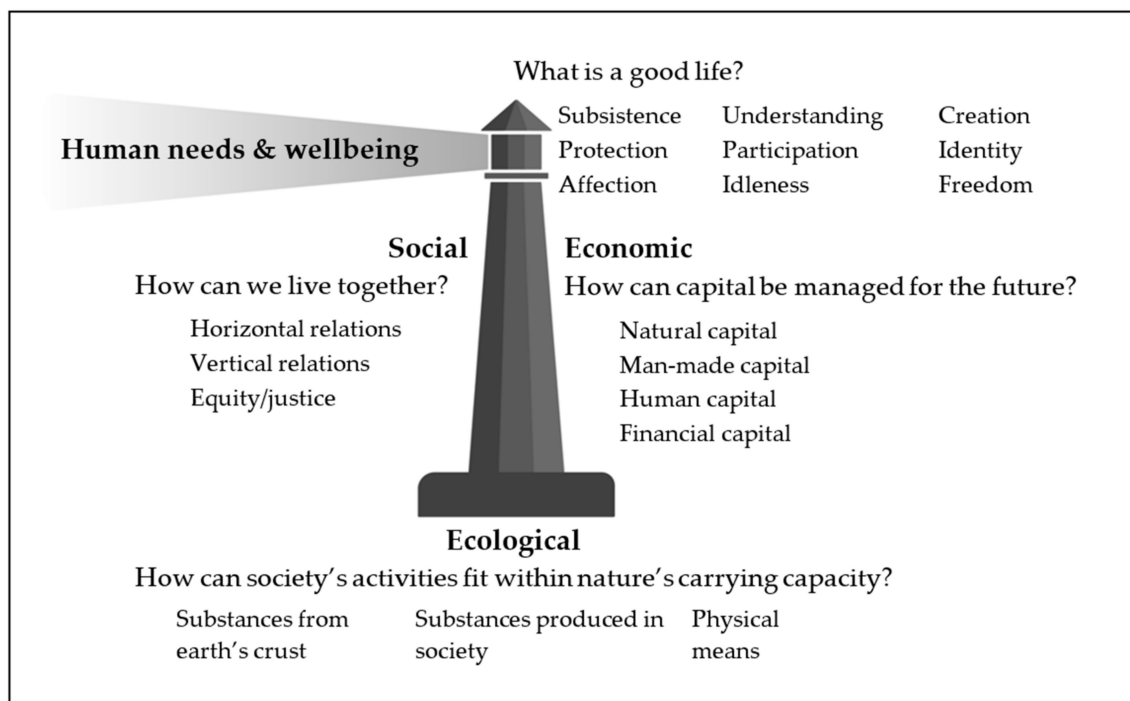 What is a good life?
Subsistence Understanding Creation
Human needs & wellbeing
Protection Participation Identity
Affection Idleness Freedom
Social
How can we live together?
Horizontal relations
Vertical relations
Equity/justice
Economic
How can capital be managed for the future?
Natural capital
Man-made capital
Human capital
Financial capital
Ecological
How can society’s activities fit within nature’s carrying capacity?
Substances from
earth’s crust
Substances produced in
society
Physical
means